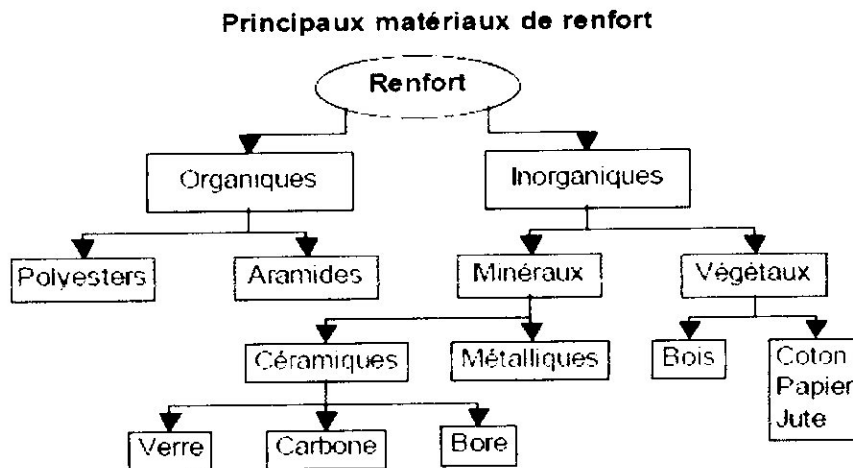 Principaux matériaux de renfort
Renfort
Organiques
Inorganiques
Polyesters
Aramides
Minéraux
Végétaux
Céramiques
Métalliques
Bois
Coton
Papier
Jute
Verre
Carbone
Bore